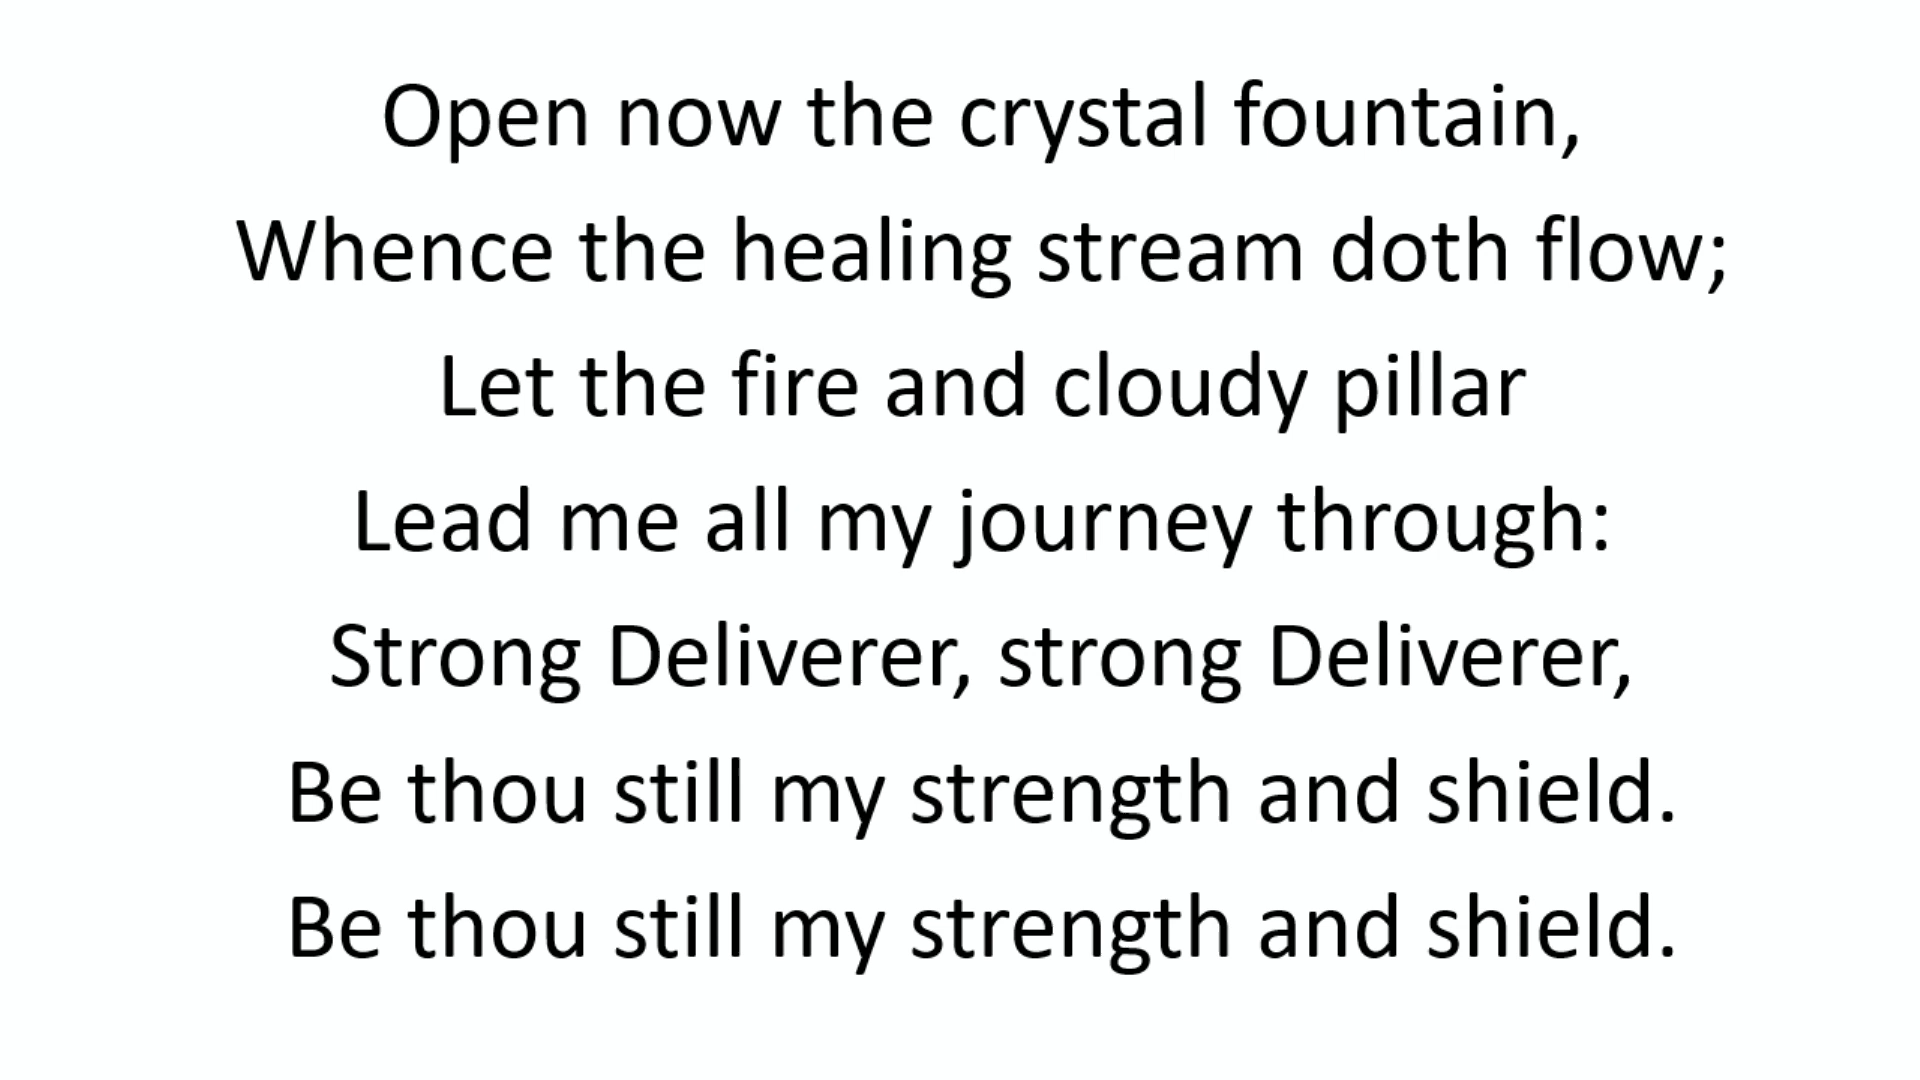 Open now the crystal fountain,
Whence the healing stream doth flow;
Let the fire and cloudy pillar
Lead me all my journey through:
Strong Deliverer, strong Deliverer,
Be thou still my strength and shield.
Be thou still my strength and shield.